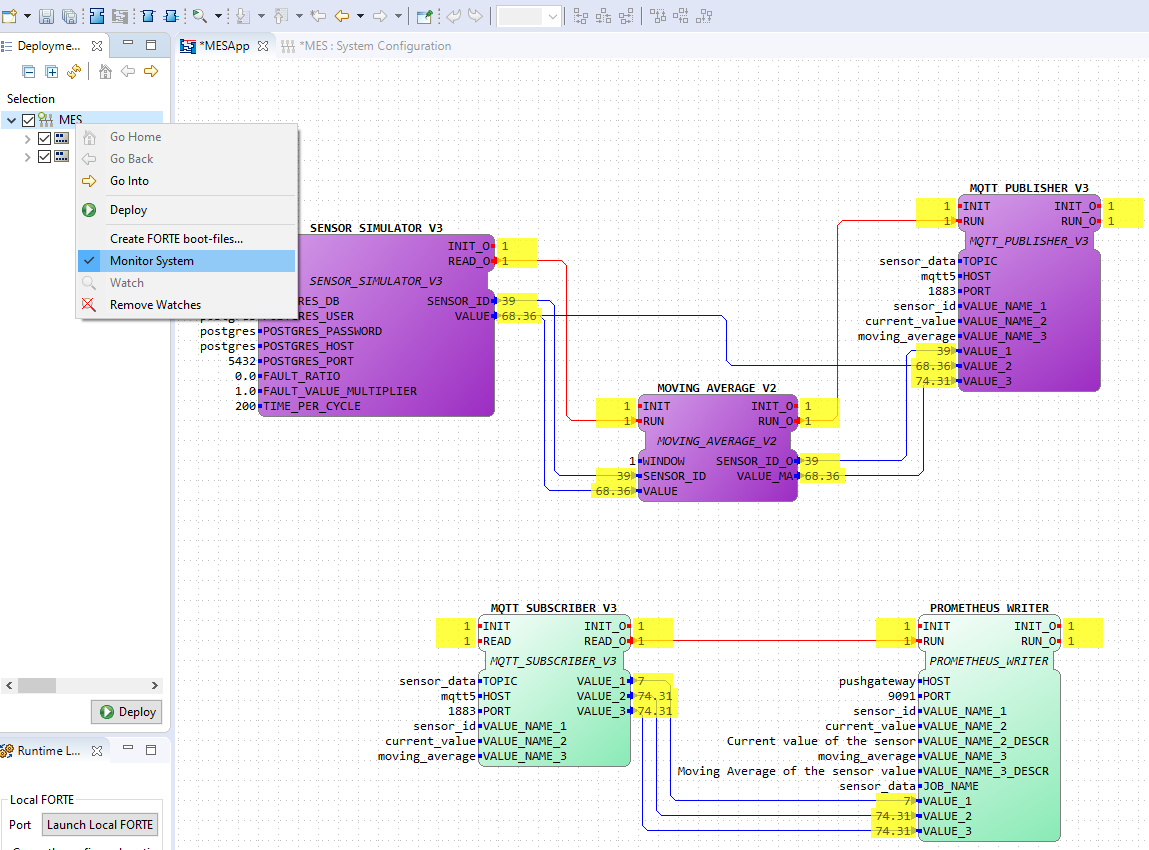 Deployme...
*MESApp
*MES : System Configuration
Selection
MES
Go Home
Go Back
Go Into
Deploy
Create FORTE boot-files...
Monitor System
Watch
Remove Watches
SENSOR_SIMULATOR_V3
INIT_O 1
READ_O 1
SENSOR_SIMULATOR_V3
GRES_DB SENSOR_ID 39
GRES_USER VALUE 68.36
postgres POSTGRES_PASSWORD
postgres POSTGRES_HOST
5432 POSTGRES_PORT
0.0 FAULT_RATIO
1.0 FAULT_VALUE_MULTIPLIER
200 TIME_PER_CYCLE
MQTT_PUBLISHER_V3
1 INIT INIT_O 1
1 RUN RUN_O 1
MQTT_PUBLISHER_V3
sensor_data TOPIC
mqtt5 HOST
1883 PORT
sensor_id VALUE_NAME_1
current_value VALUE_NAME_2
moving_average VALUE_NAME_3
39 VALUE_1
68.36 VALUE_2
74.31 VALUE_3
MOVING_AVERAGE_V2
1 INIT INIT_O 1
1 RUN RUN_O 1
MOVING_AVERAGE_V2
1 WINDOW SENSOR_ID_O 39
39 SENSOR_ID VALUE_MA 68.36
68.36 VALUE
MQTT_SUBSCRIBER_V3
1 INIT INIT_O 1
1 READ READ_O 1
MQTT_SUBSCRIBER_V3
sensor_data TOPIC VALUE_1 7
mqtt5 HOST VALUE_2 74.31
1883 PORT VALUE_3 74.31
sensor_id VALUE_NAME_1
current_value VALUE_NAME_2
moving_average VALUE_NAME_3
PROMETHEUS_WRITER
1 INIT INIT_O 1
1 RUN RUN_O 1
PROMETHEUS_WRITER
pushgateway HOST
9091 PORT
sensor_id VALUE_NAME_1
current_value VALUE_NAME_2
Current value of the sensor VALUE_NAME_2_DESCR
moving_average VALUE_NAME_3
Moving Average of the sensor value VALUE_NAME_3_DESCR
sensor_data JOB_NAME
7 VALUE_1
74.31 VALUE_2
74.31 VALUE_3
Deploy
Runtime L...
Local FORTE
Port Launch Local FORTE